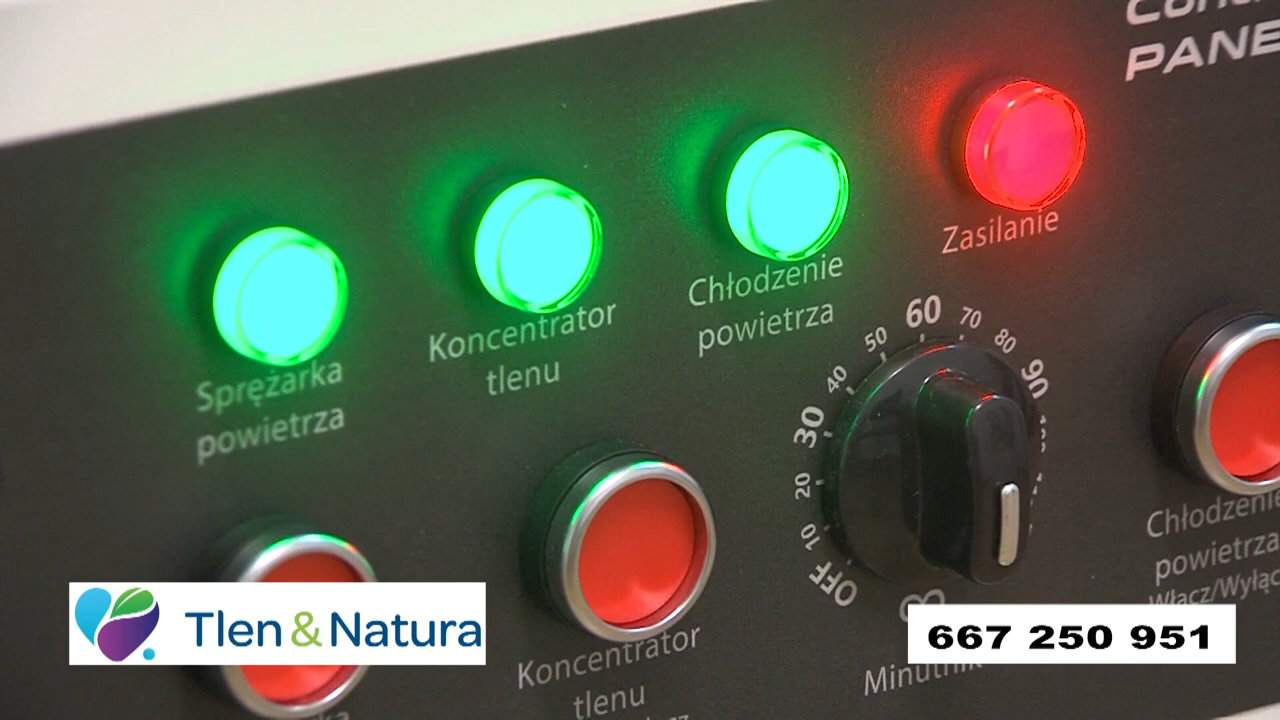 PANE
Zasilanie
Chłodzenie
powietrza
Koncentrator
tlenu
Sprężarka
powietrza
60
50
70
40
80
30
90
20
10
OFF
∞
Minutnik
Chłodzenie
powietrza
Włącz/Wyłącz
Koncentrator
tlenu
Tlen & Natura
667 250 951